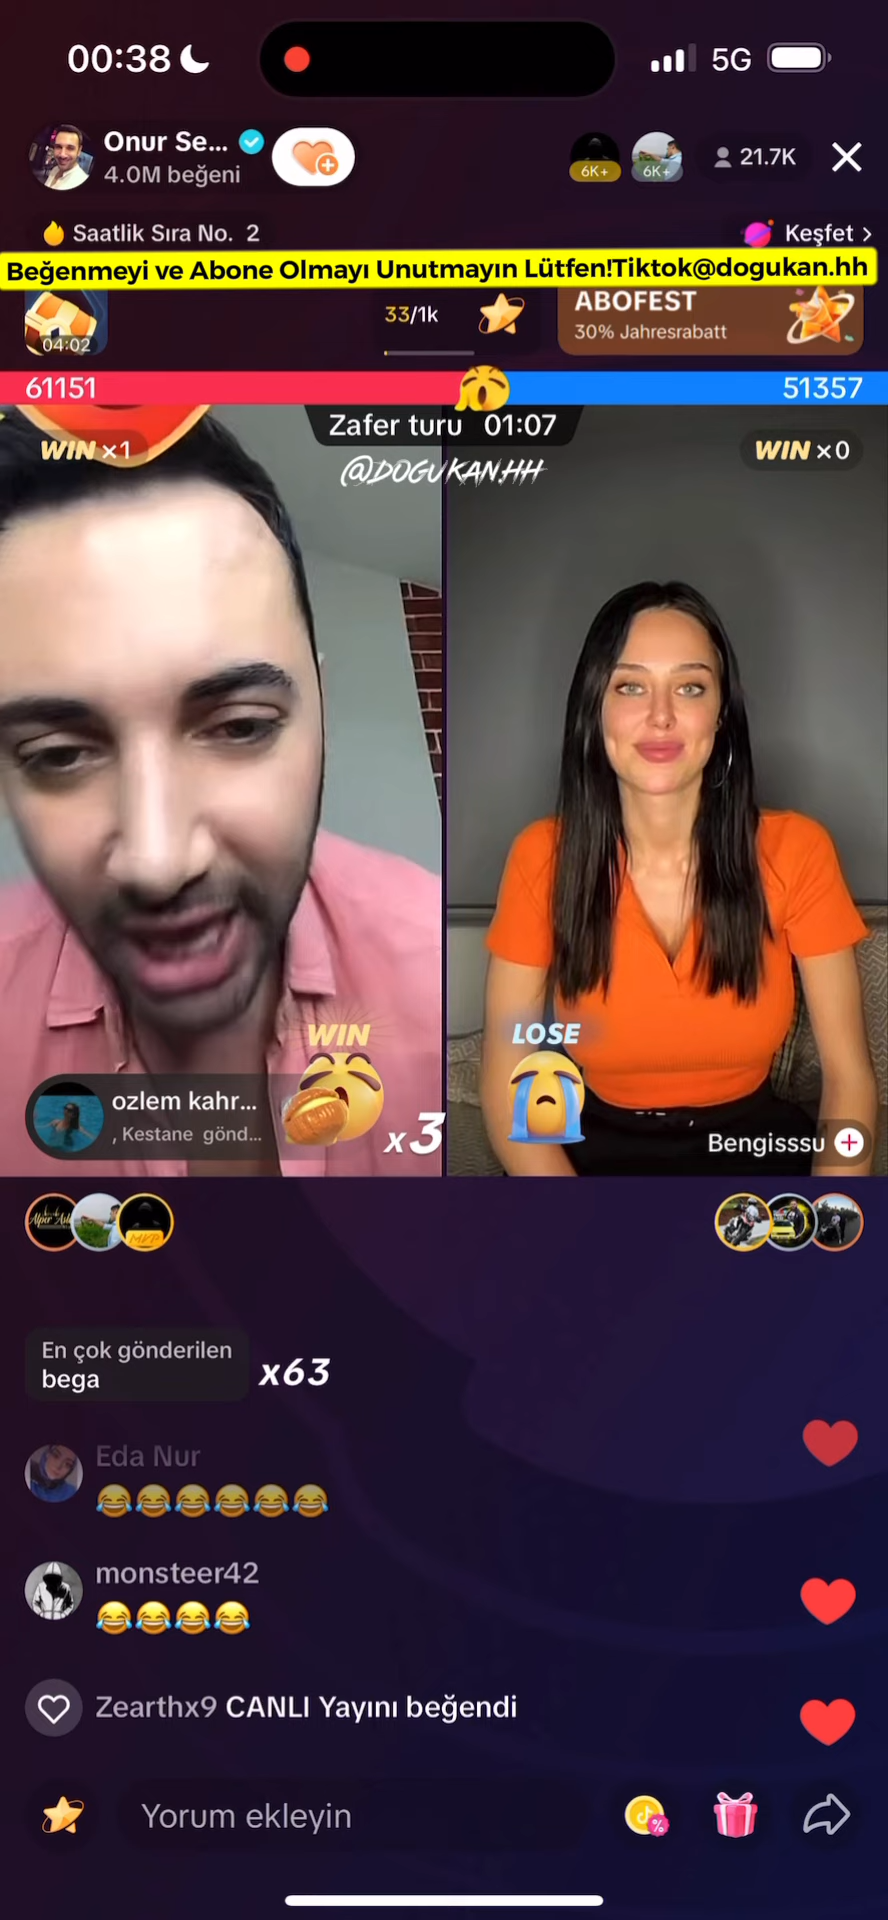 00:38
5G
Onur Se...
4.0M beğeni
6K+
6K+
21.7K
Saatlik Sıra No. 2
Keşfet >
Beğenmeyi ve Abone Olmayı Unutmayın Lütfen!Tiktok@dogukan.hh
04:02
33/1k
ABOFEST
30% Jahresrabatt
61151
51357
Zafer turu 01:07
WIN x1
WIN x0
@DOGUKAN.HH
WIN
LOSE
ozlem kahr...
, Kestane gönd...
x3
Bengisssu
MVP
En çok gönderilen
bega
x63
Eda Nur
monsteer42
Zearthx9 CANLI Yayını beğendi
Yorum ekleyin